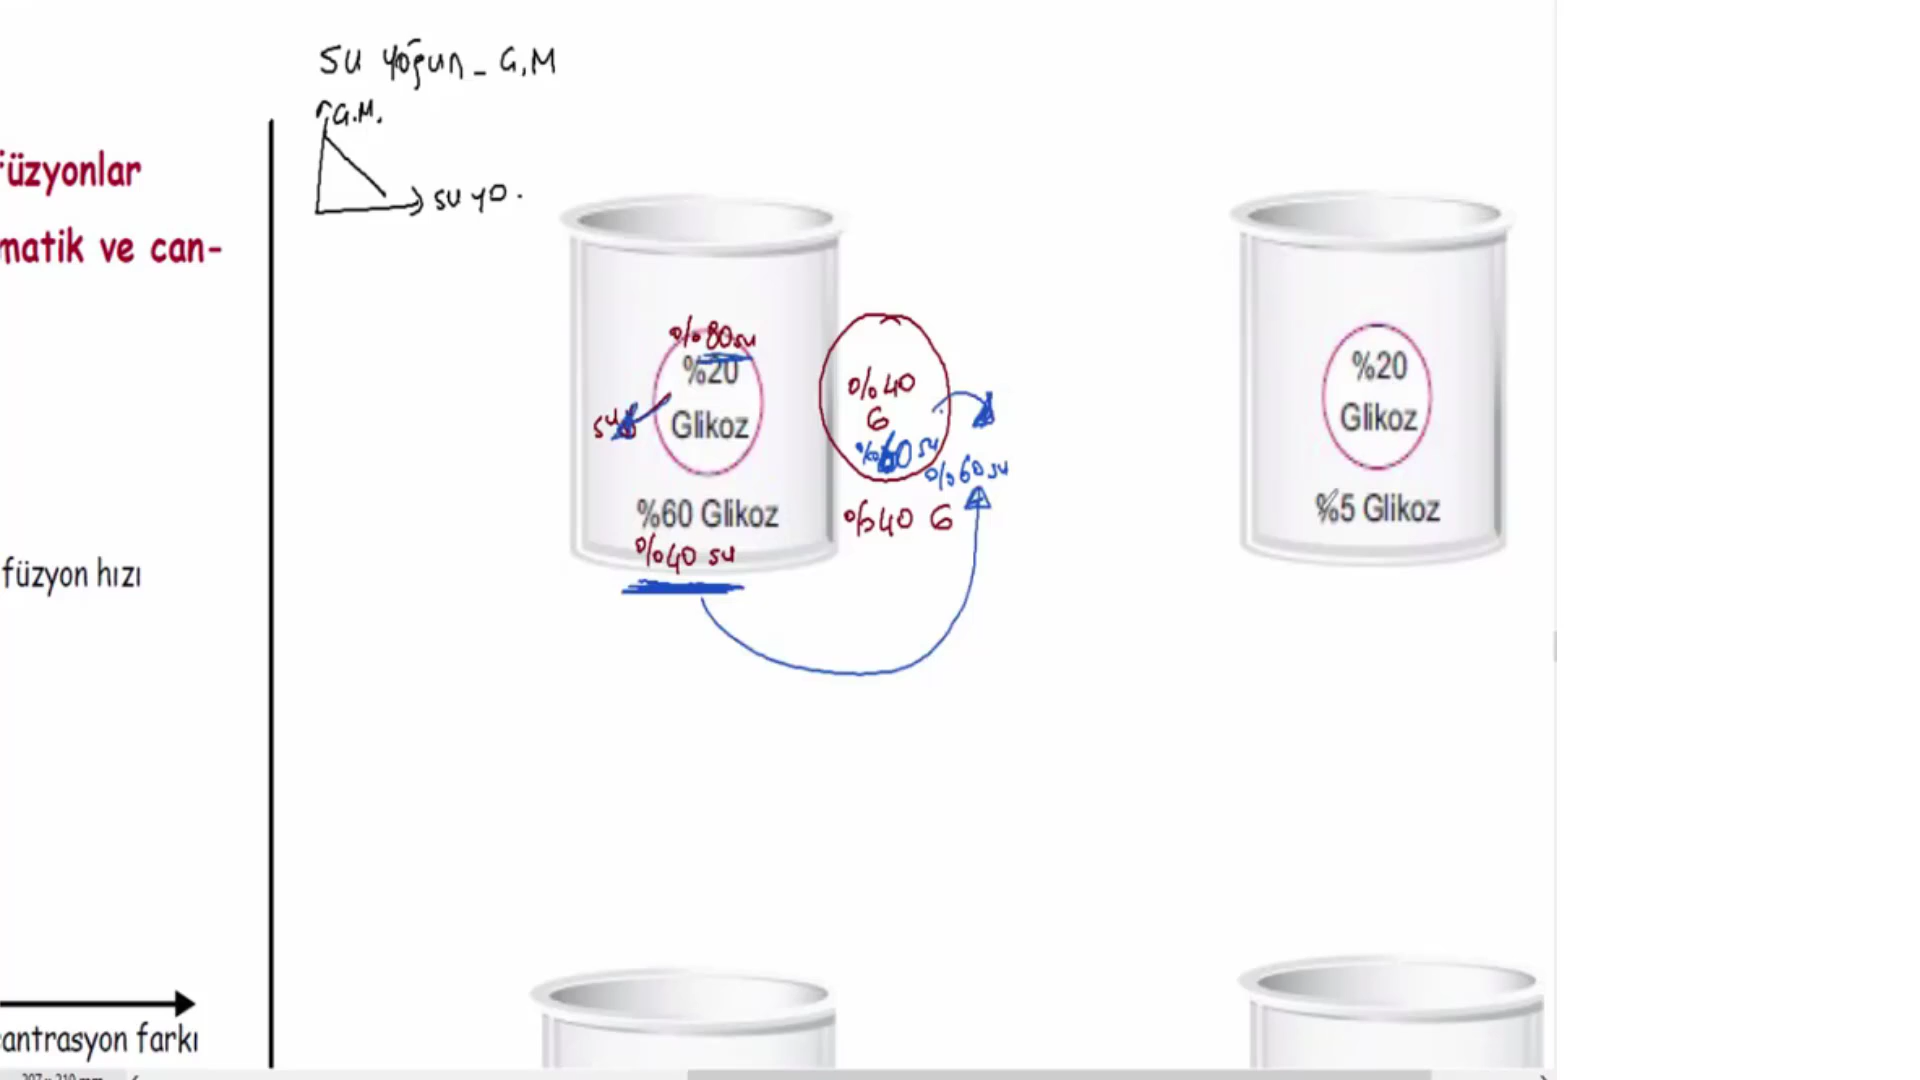 su yoğun - G.M
G.M.
su yo.
füzyonlar
matik ve can-
füzyon hızı
antrasyon farkı
%80 su
%20
Glikoz
su
%60 Glikoz
%40 su
%40
G
%60 su
%60 su
%40 G
%20
Glikoz
%5 Glikoz